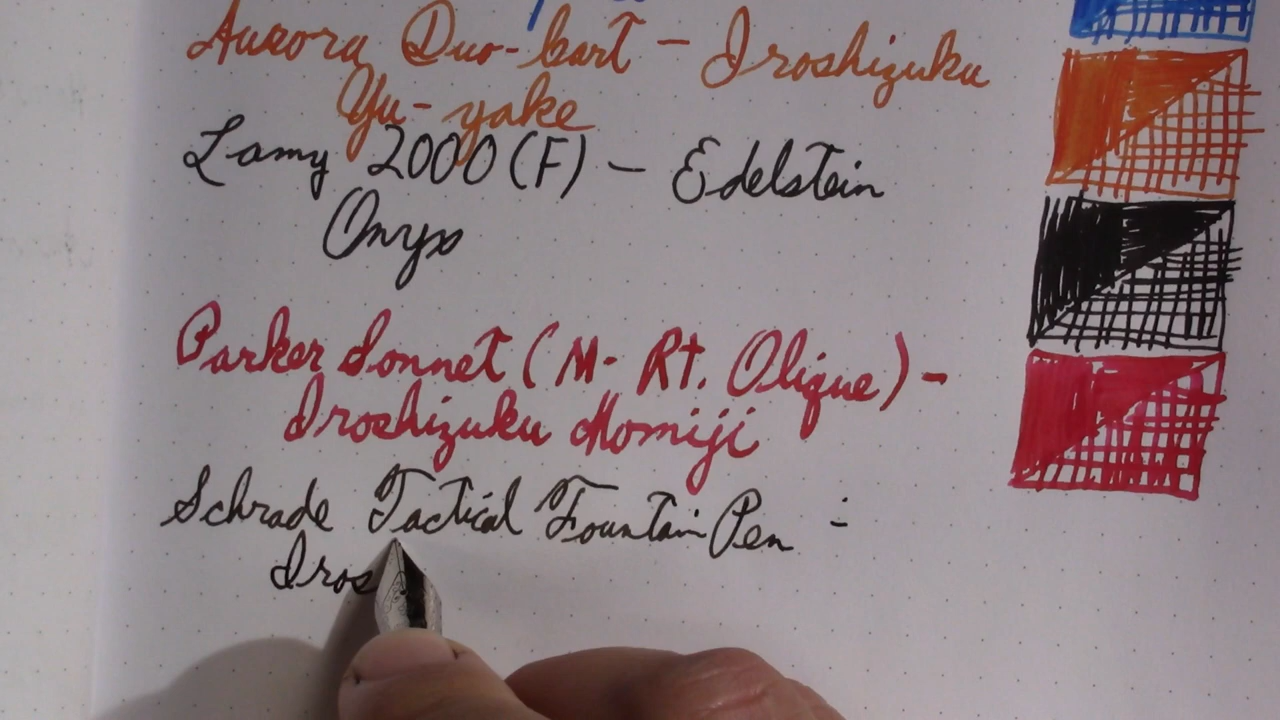 Aurora Duo-kart - Iroshizuku
Yu-yake
Lamy 2000 (F) - Edelstein
Onyx
Parker Sonnet (M- Rt. Olique) -
Iroshizuku Momiji
Schrade Tactical Fountain Pen -
Iros